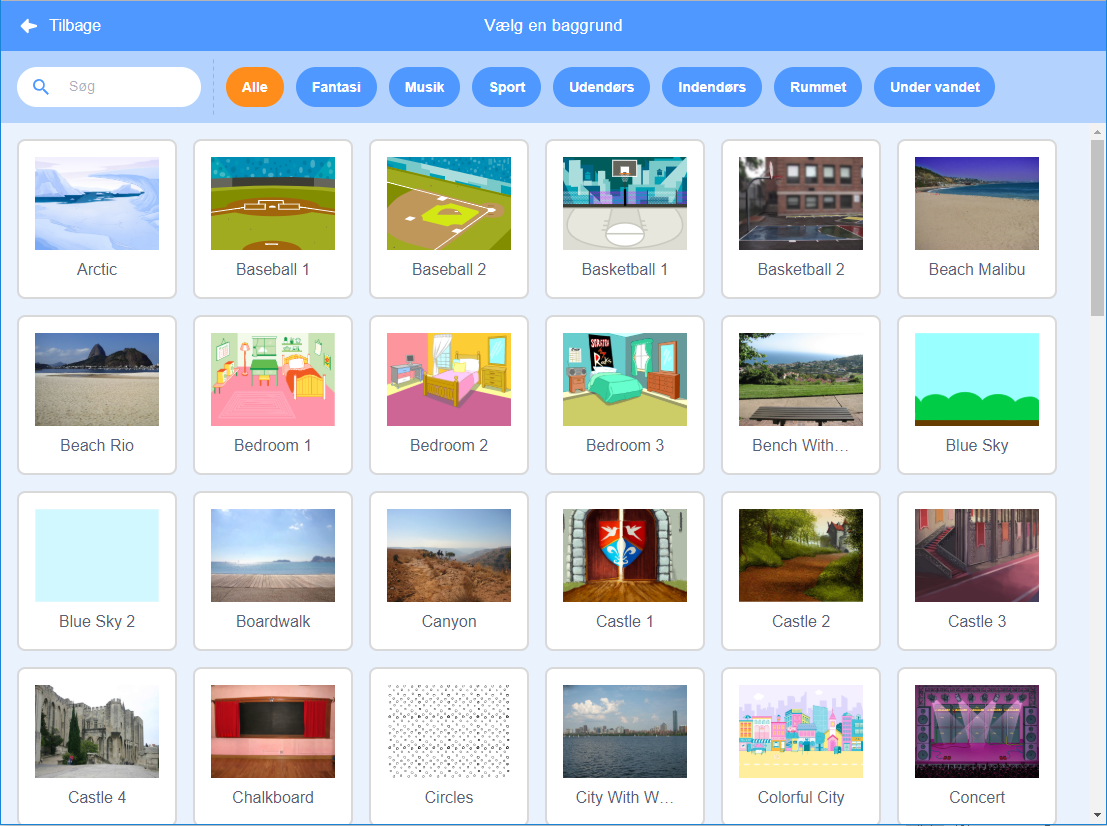 Tilbage
Vælg en baggrund
Søg
Alle
Fantasi
Musik
Sport
Udendørs
Indendørs
Rummet
Under vandet
Arctic
Baseball 1
Baseball 2
Basketball 1
Basketball 2
Beach Malibu
Beach Rio
Bedroom 1
Bedroom 2
Bedroom 3
Bench With...
Blue Sky
Blue Sky 2
Boardwalk
Canyon
Castle 1
Castle 2
Castle 3
Castle 4
Chalkboard
Circles
City With W...
Colorful City
Concert